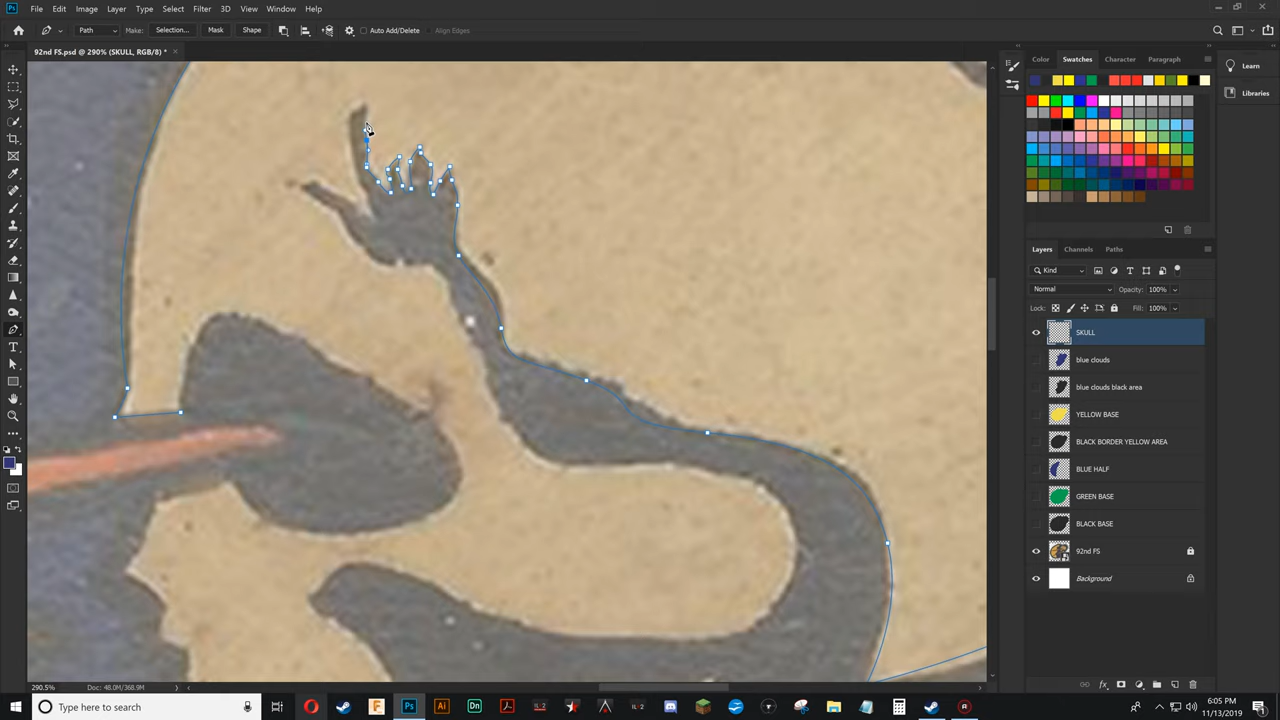 File Edit Image Layer Type Select Filter 3D View Window Help
Path Make: Selection... Mask Shape Auto Add/Delete Align Edges
92nd FS.psd @ 290% (SKULL, RGB/8) * ×
Color Swatches Character Paragraph
Learn
Libraries
Layers Channels Paths
Kind
Normal Opacity: 100%
Lock: Fill: 100%
SKULL
blue clouds
blue clouds black area
YELLOW BASE
BLACK BORDER YELLOW AREA
BLUE HALF
GREEN BASE
BLACK BASE
92nd FS
Background
290.5% Doc: 48.0M/368.9M
Type here to search
6:05 PM
11/13/2019